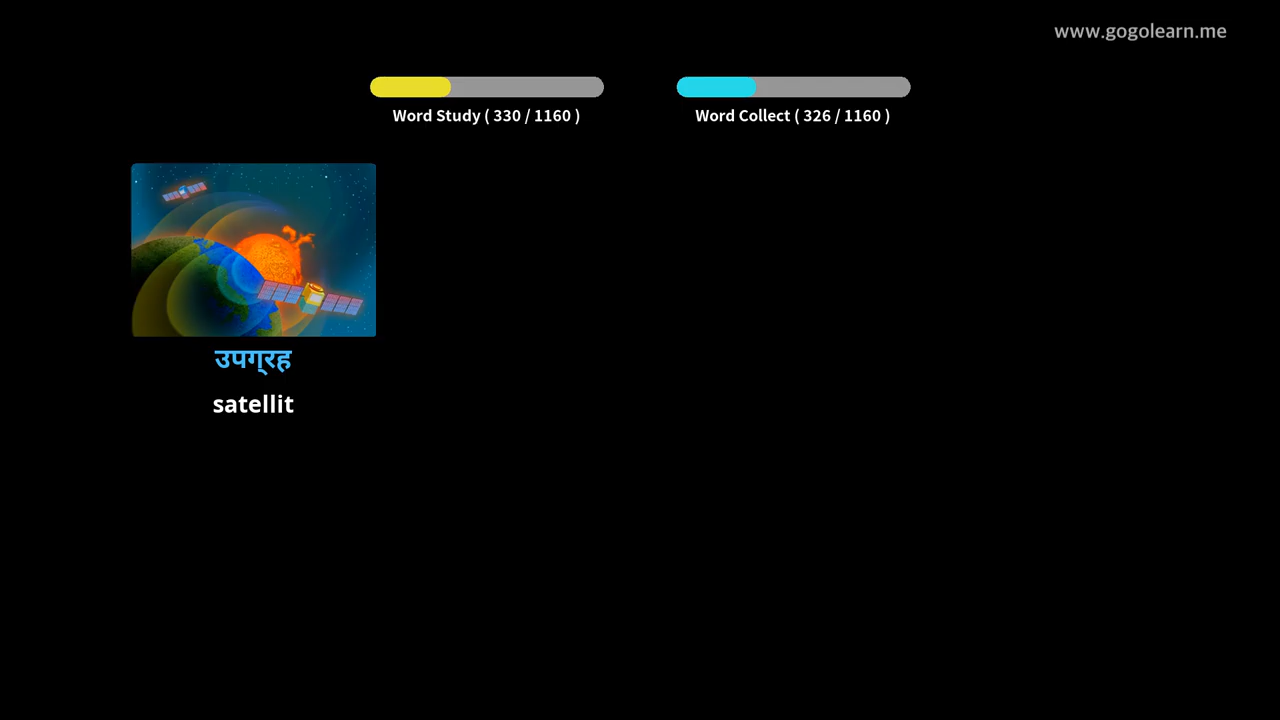 www.gogolearn.me
Word Study ( 330 / 1160 )
Word Collect ( 326 / 1160 )
उपग्रह
satellit